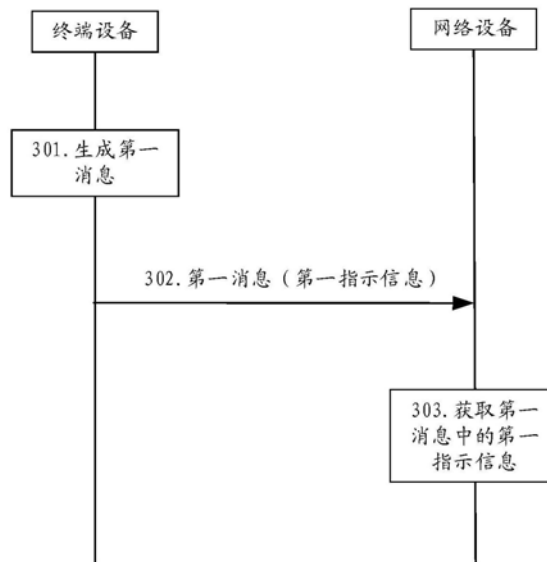 终端设备
网络设备
301.生成第一
消息
302.第一消息（第一指示信息）
303.获取第一
消息中的第一
指示信息